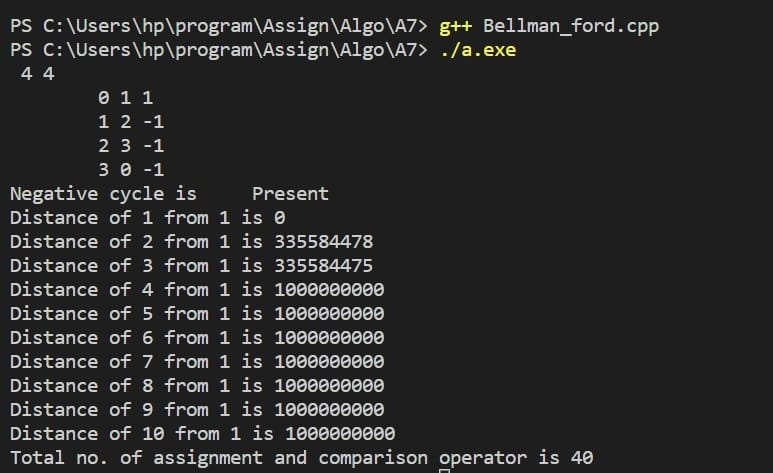 PS C:\Users\hp\program\Assign\Algo\A7> g++ Bellman_ford.cpp
PS C:\Users\hp\program\Assign\Algo\A7> ./a.exe
4 4
0 1 1
1 2 -1
2 3 -1
3 0 -1
Negative cycle is     Present
Distance of 1 from 1 is 0
Distance of 2 from 1 is 335584478
Distance of 3 from 1 is 335584475
Distance of 4 from 1 is 1000000000
Distance of 5 from 1 is 1000000000
Distance of 6 from 1 is 1000000000
Distance of 7 from 1 is 1000000000
Distance of 8 from 1 is 1000000000
Distance of 9 from 1 is 1000000000
Distance of 10 from 1 is 1000000000
Total no. of assignment and comparison operator is 40